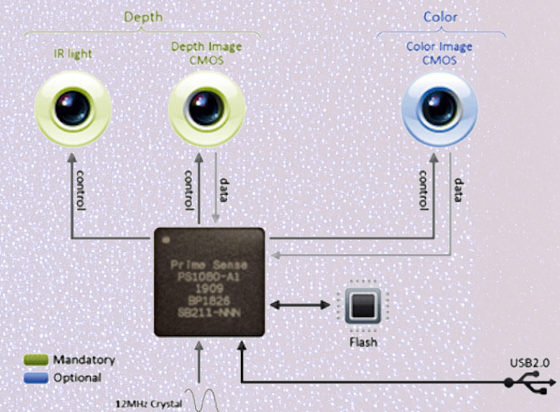 Depth
Color
IR light
Depth Image
CMOS
Color Image
CMOS
control
control
data
control
data
Prime Sense
PS1080-A1
1909
BP1826
SB211-NNN
Flash
Mandatory
Optional
USB2.0
12MHz Crystal